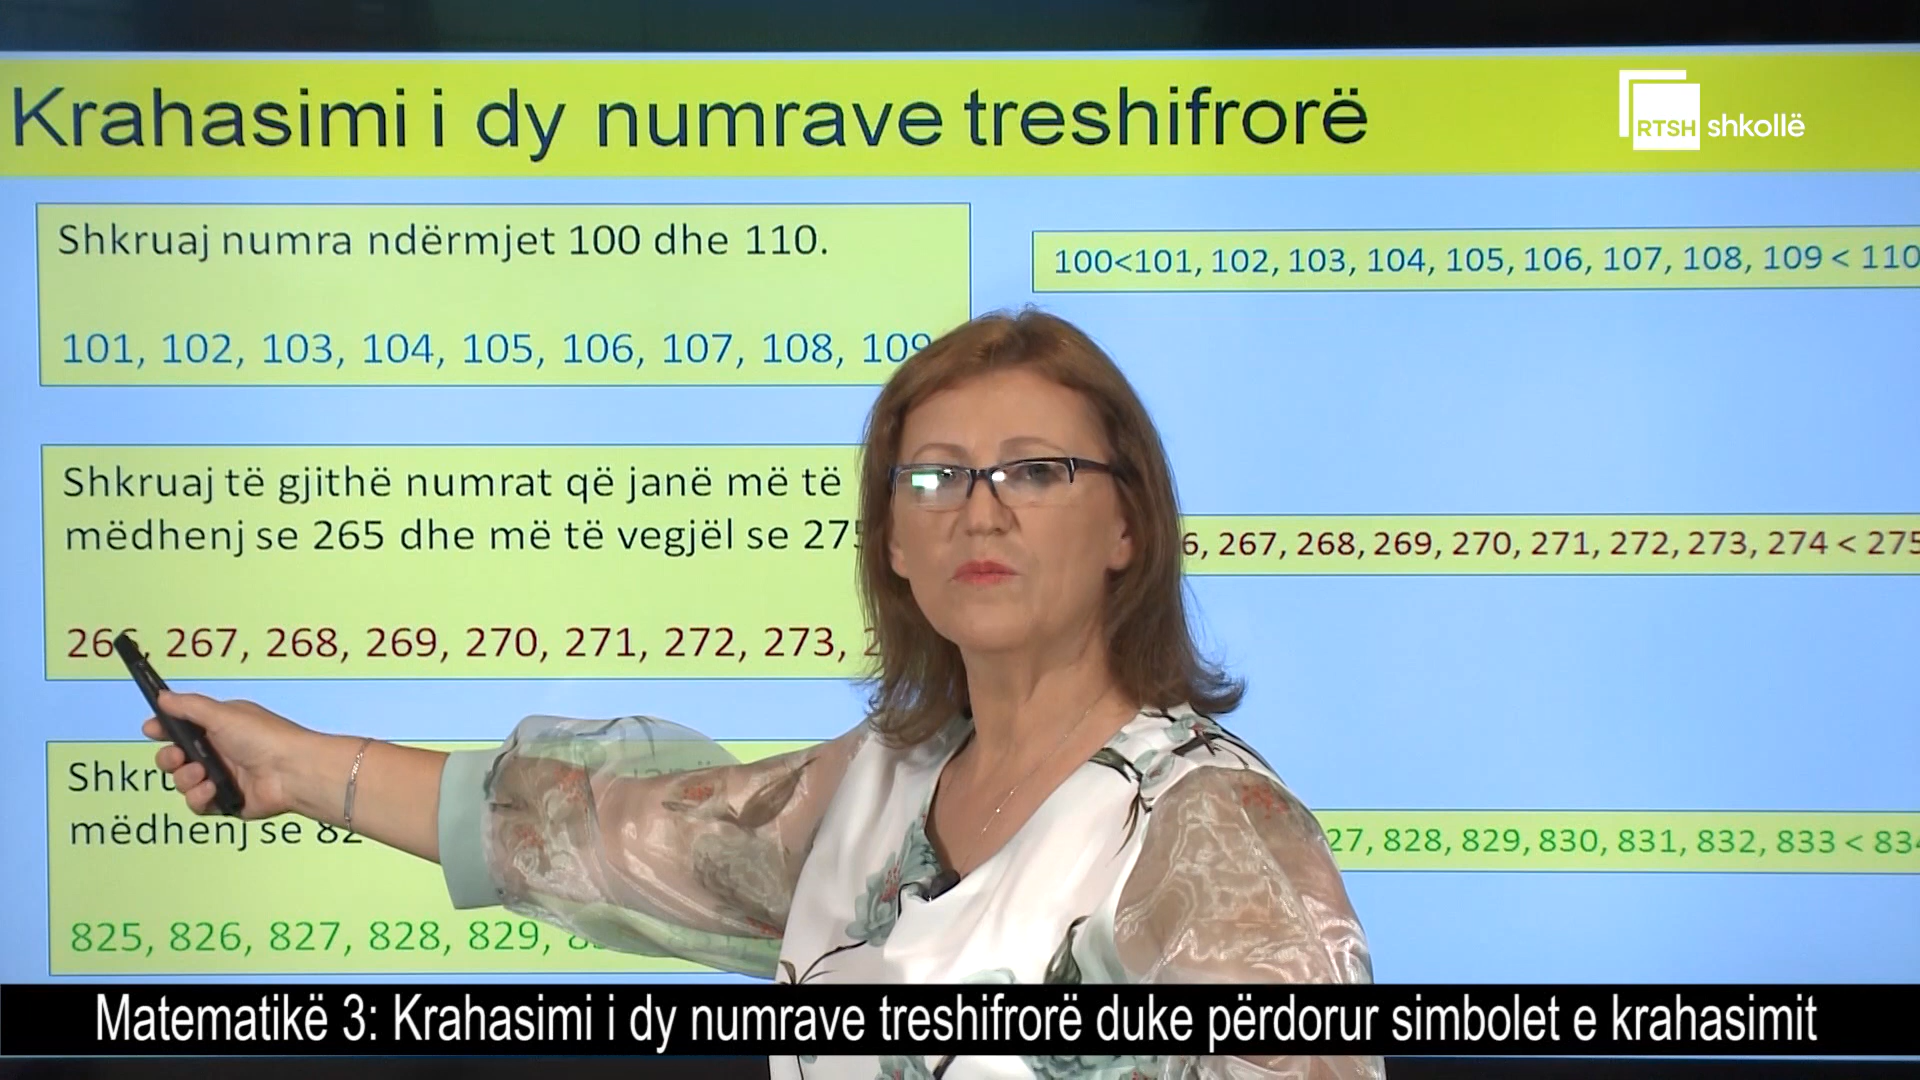 Krahasimi i dy numrave treshifrorë
RTSH shkollë
Shkruaj numra ndërmjet 100 dhe 110.
101, 102, 103, 104, 105, 106, 107, 108, 109
100<101, 102, 103, 104, 105, 106, 107, 108, 109 < 110
Shkruaj të gjithë numrat që janë më të
mëdhenj se 265 dhe më të vegjël se
266, 267, 268, 269, 270, 271, 272, 273,
267, 268, 269, 270, 271, 272, 273, 274 < 275
mëdhenj se
825, 826, 827, 828, 829,
828, 829, 830, 831, 832, 833 < 834
Matematikë 3: Krahasimi i dy numrave treshifrorë duke përdorur simbolet e krahasimit